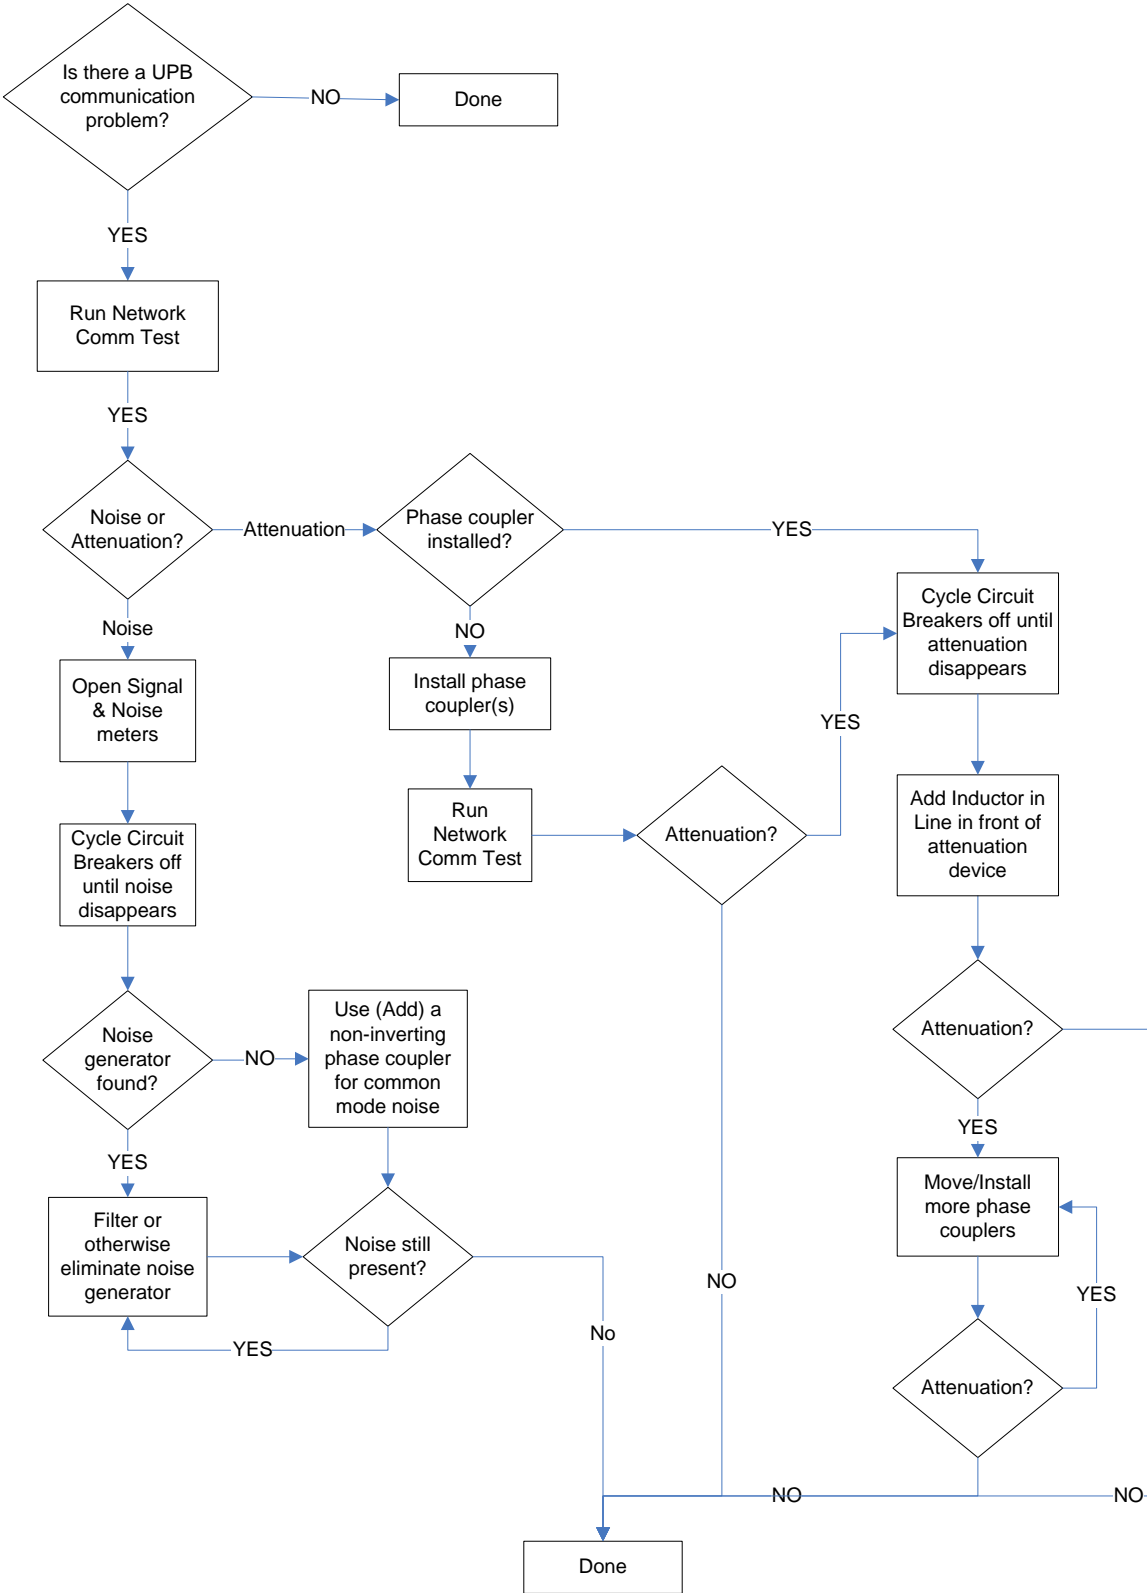 Is there a UPB
communication
problem?
NO
Done
YES
Run Network
Comm Test
YES
Noise or
Attenuation?
Attenuation
Phase coupler
installed?
YES
Noise
NO
Cycle Circuit
Breakers off until
attenuation
disappears
Open Signal
& Noise
meters
Install phase
coupler(s)
YES
Run
Network
Comm Test
Attenuation?
Add Inductor in
Line in front of
attenuation
device
Cycle Circuit
Breakers off
until noise
disappears
Noise
generator
found?
NO
Use (Add) a
non-inverting
phase coupler
for common
mode noise
Attenuation?
YES
YES
Filter or
otherwise
eliminate noise
generator
Noise still
present?
Move/Install
more phase
couplers
NO
YES
YES
No
Attenuation?
NO
NO
Done